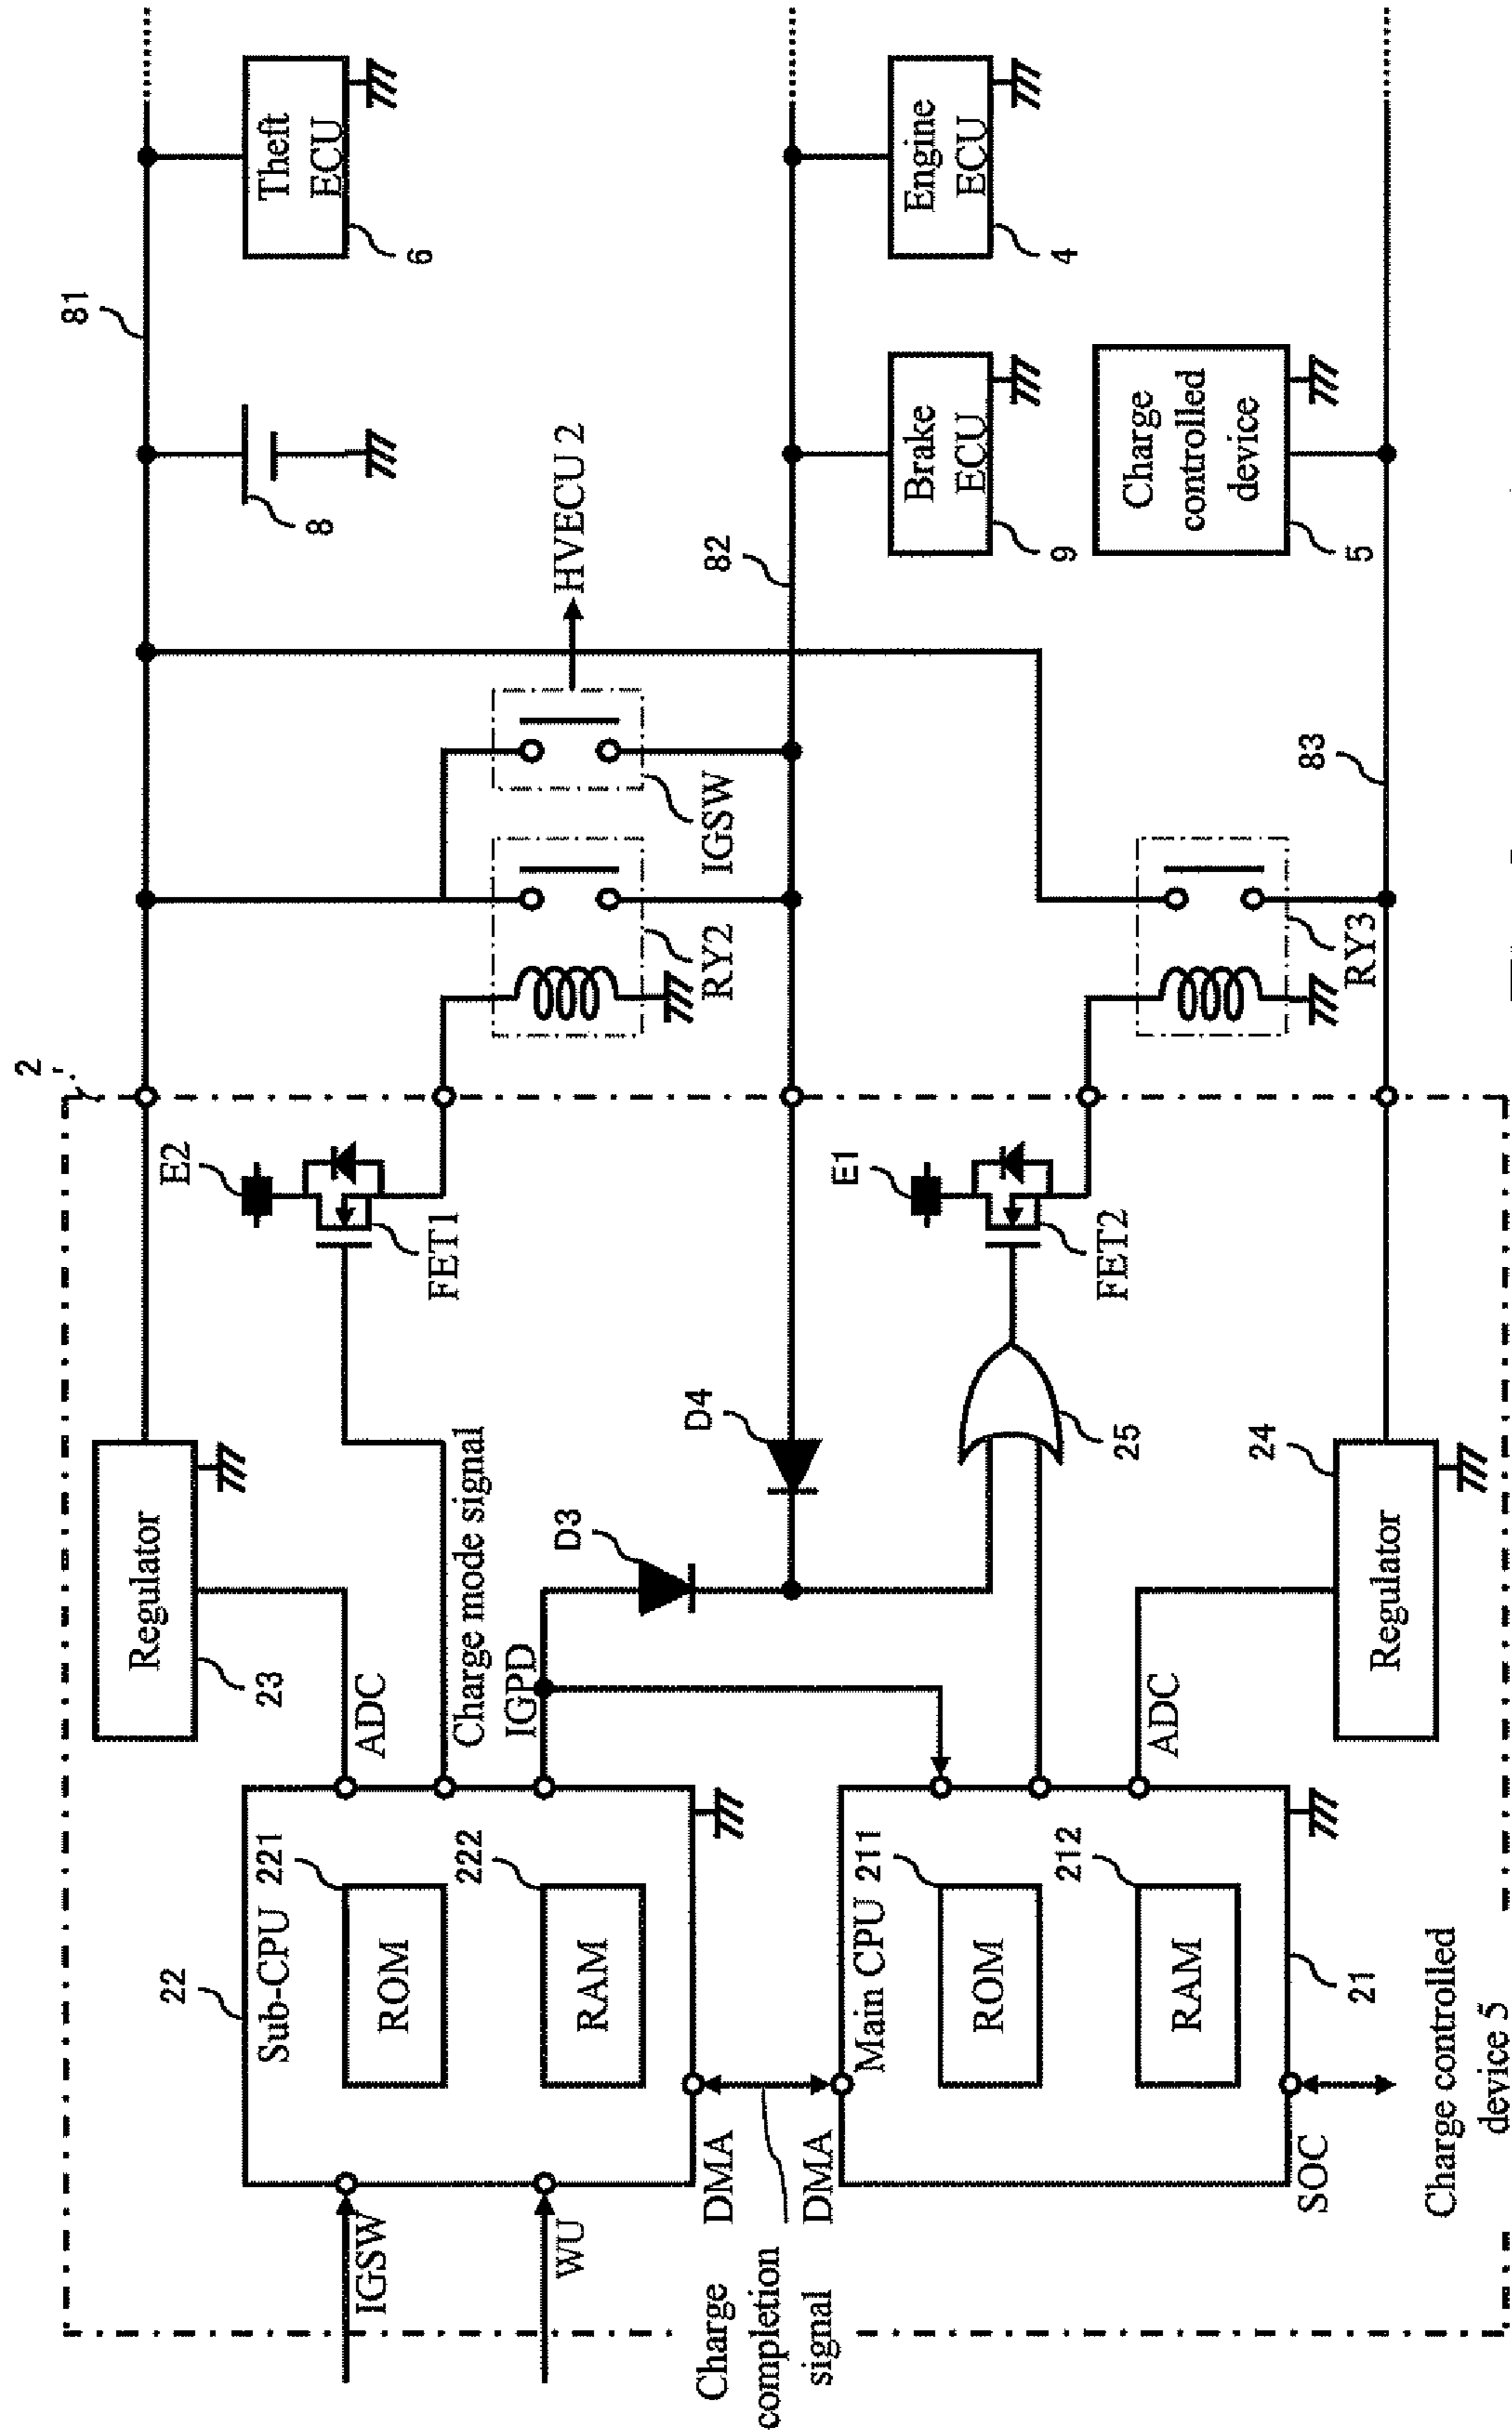 2
22
Sub-CPU
221
ROM
222
RAM
IGSW
WU
DMA
Charge
completion
signal
DMA
Main CPU
211
ROM
212
RAM
21
SOC
Charge controlled
device 5
Regulator
23
ADC
Charge mode signal
IGPD
D3
D4
25
ADC
Regulator
24
E2
FET1
E1
FET2
RY2
IGSW
HVECU 2
RY3
81
82
83
8
Theft
ECU
6
Brake
ECU
9
Engine
ECU
4
Charge
controlled
device
5